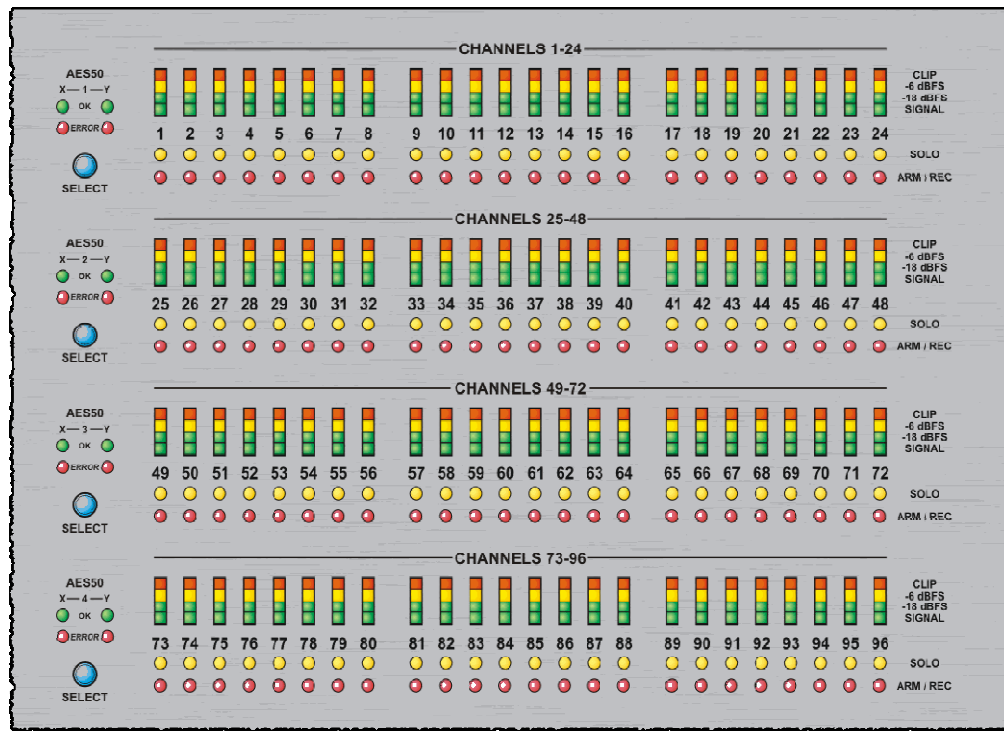 CHANNELS 1-24
AES50
X — 1 — Y
OK
ERROR
SELECT
CLIP
-6 dBFS
-18 dBFS
SIGNAL
1 2 3 4 5 6 7 8 9 10 11 12 13 14 15 16 17 18 19 20 21 22 23 24
SOLO
ARM / REC
CHANNELS 25-48
AES50
X — 2 — Y
OK
ERROR
SELECT
CLIP
-6 dBFS
-18 dBFS
SIGNAL
25 26 27 28 29 30 31 32 33 34 35 36 37 38 39 40 41 42 43 44 45 46 47 48
SOLO
ARM / REC
CHANNELS 49-72
AES50
X — 3 — Y
OK
ERROR
SELECT
CLIP
-6 dBFS
-18 dBFS
SIGNAL
49 50 51 52 53 54 55 56 57 58 59 60 61 62 63 64 65 66 67 68 69 70 71 72
SOLO
ARM / REC
CHANNELS 73-96
AES50
X — 4 — Y
OK
ERROR
SELECT
CLIP
-6 dBFS
-18 dBFS
SIGNAL
73 74 75 76 77 78 79 80 81 82 83 84 85 86 87 88 89 90 91 92 93 94 95 96
SOLO
ARM / REC